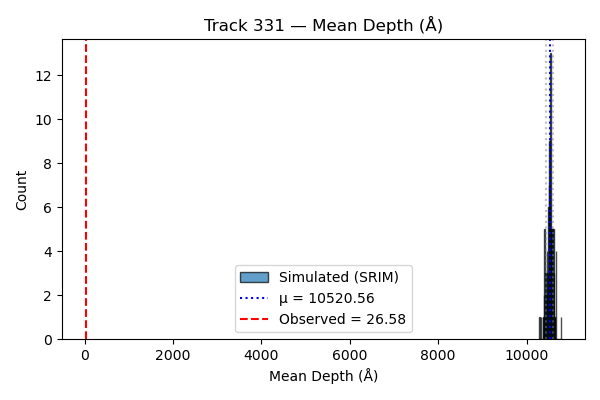 Track 331 — Mean Depth (Å)
Count
12
10
8
6
4
2
0
Simulated (SRIM)
μ = 10520.56
Observed = 26.58
0 2000 4000 6000 8000 10000
Mean Depth (Å)